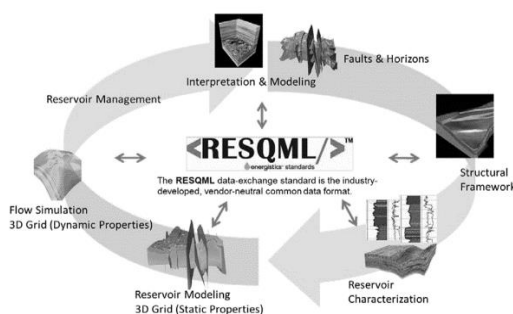 Interpretation & Modeling
Faults & Horizons
Reservoir Management
<RESQML/>™
energistics standards
The RESQML data-exchange standard is the industry-
developed, vendor-neutral common data format.
Structural
Framework
Flow Simulation
3D Grid (Dynamic Properties)
Reservoir Modeling
3D Grid (Static Properties)
Reservoir
Characterization